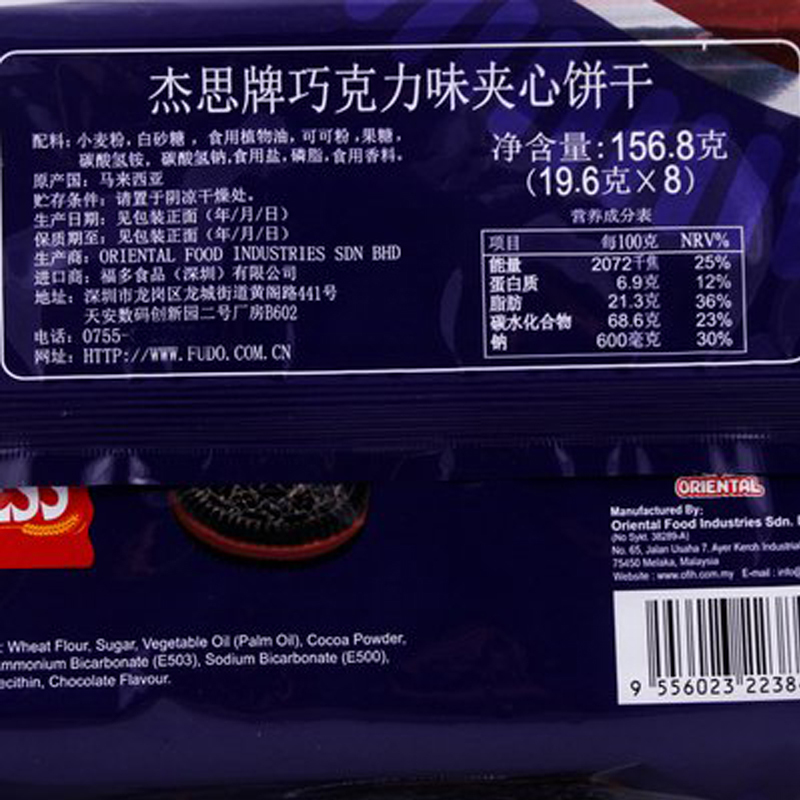 杰思牌巧克力味夹心饼干
配料: 小麦粉, 白砂糖, 食用植物油, 可可粉, 果糖,
碳酸氢铵, 碳酸氢钠, 食用盐, 磷脂, 食用香料。
原产国: 马来西亚
贮存条件: 请置于阴凉干燥处。
生产日期: 见包装正面 (年/月/日)
保质期至: 见包装正面 (年/月/日)
生产商: ORIENTAL FOOD INDUSTRIES SDN BHD
进口商: 福多食品 (深圳) 有限公司
地址: 深圳市龙岗区龙城街道黄阁路441号
天安数码创新园二号厂房B602
电话: 0755-
网址: HTTP://WWW.FUDO.COM.CN
净含量: 156.8克
(19.6克×8)
营养成分表
项目 每100克 NRV%
能量 2072千焦 25%
蛋白质 6.9克 12%
脂肪 21.3克 36%
碳水化合物 68.6克 23%
钠 600毫克 30%
ORIENTAL
Manufactured By:
Oriental Food Industries Sdn.
(No Sykt. 38289-A)
No. 65, Jalan Usaha 7, Ayer Keroh Industrial
75450 Melaka, Malaysia
Website : www.ofih.com.my E-mail : info@
: Wheat Flour, Sugar, Vegetable Oil (Palm Oil), Cocoa Powder,
mmonium Bicarbonate (E503), Sodium Bicarbonate (E500),
ecithin, Chocolate Flavour.
9 556023 2238